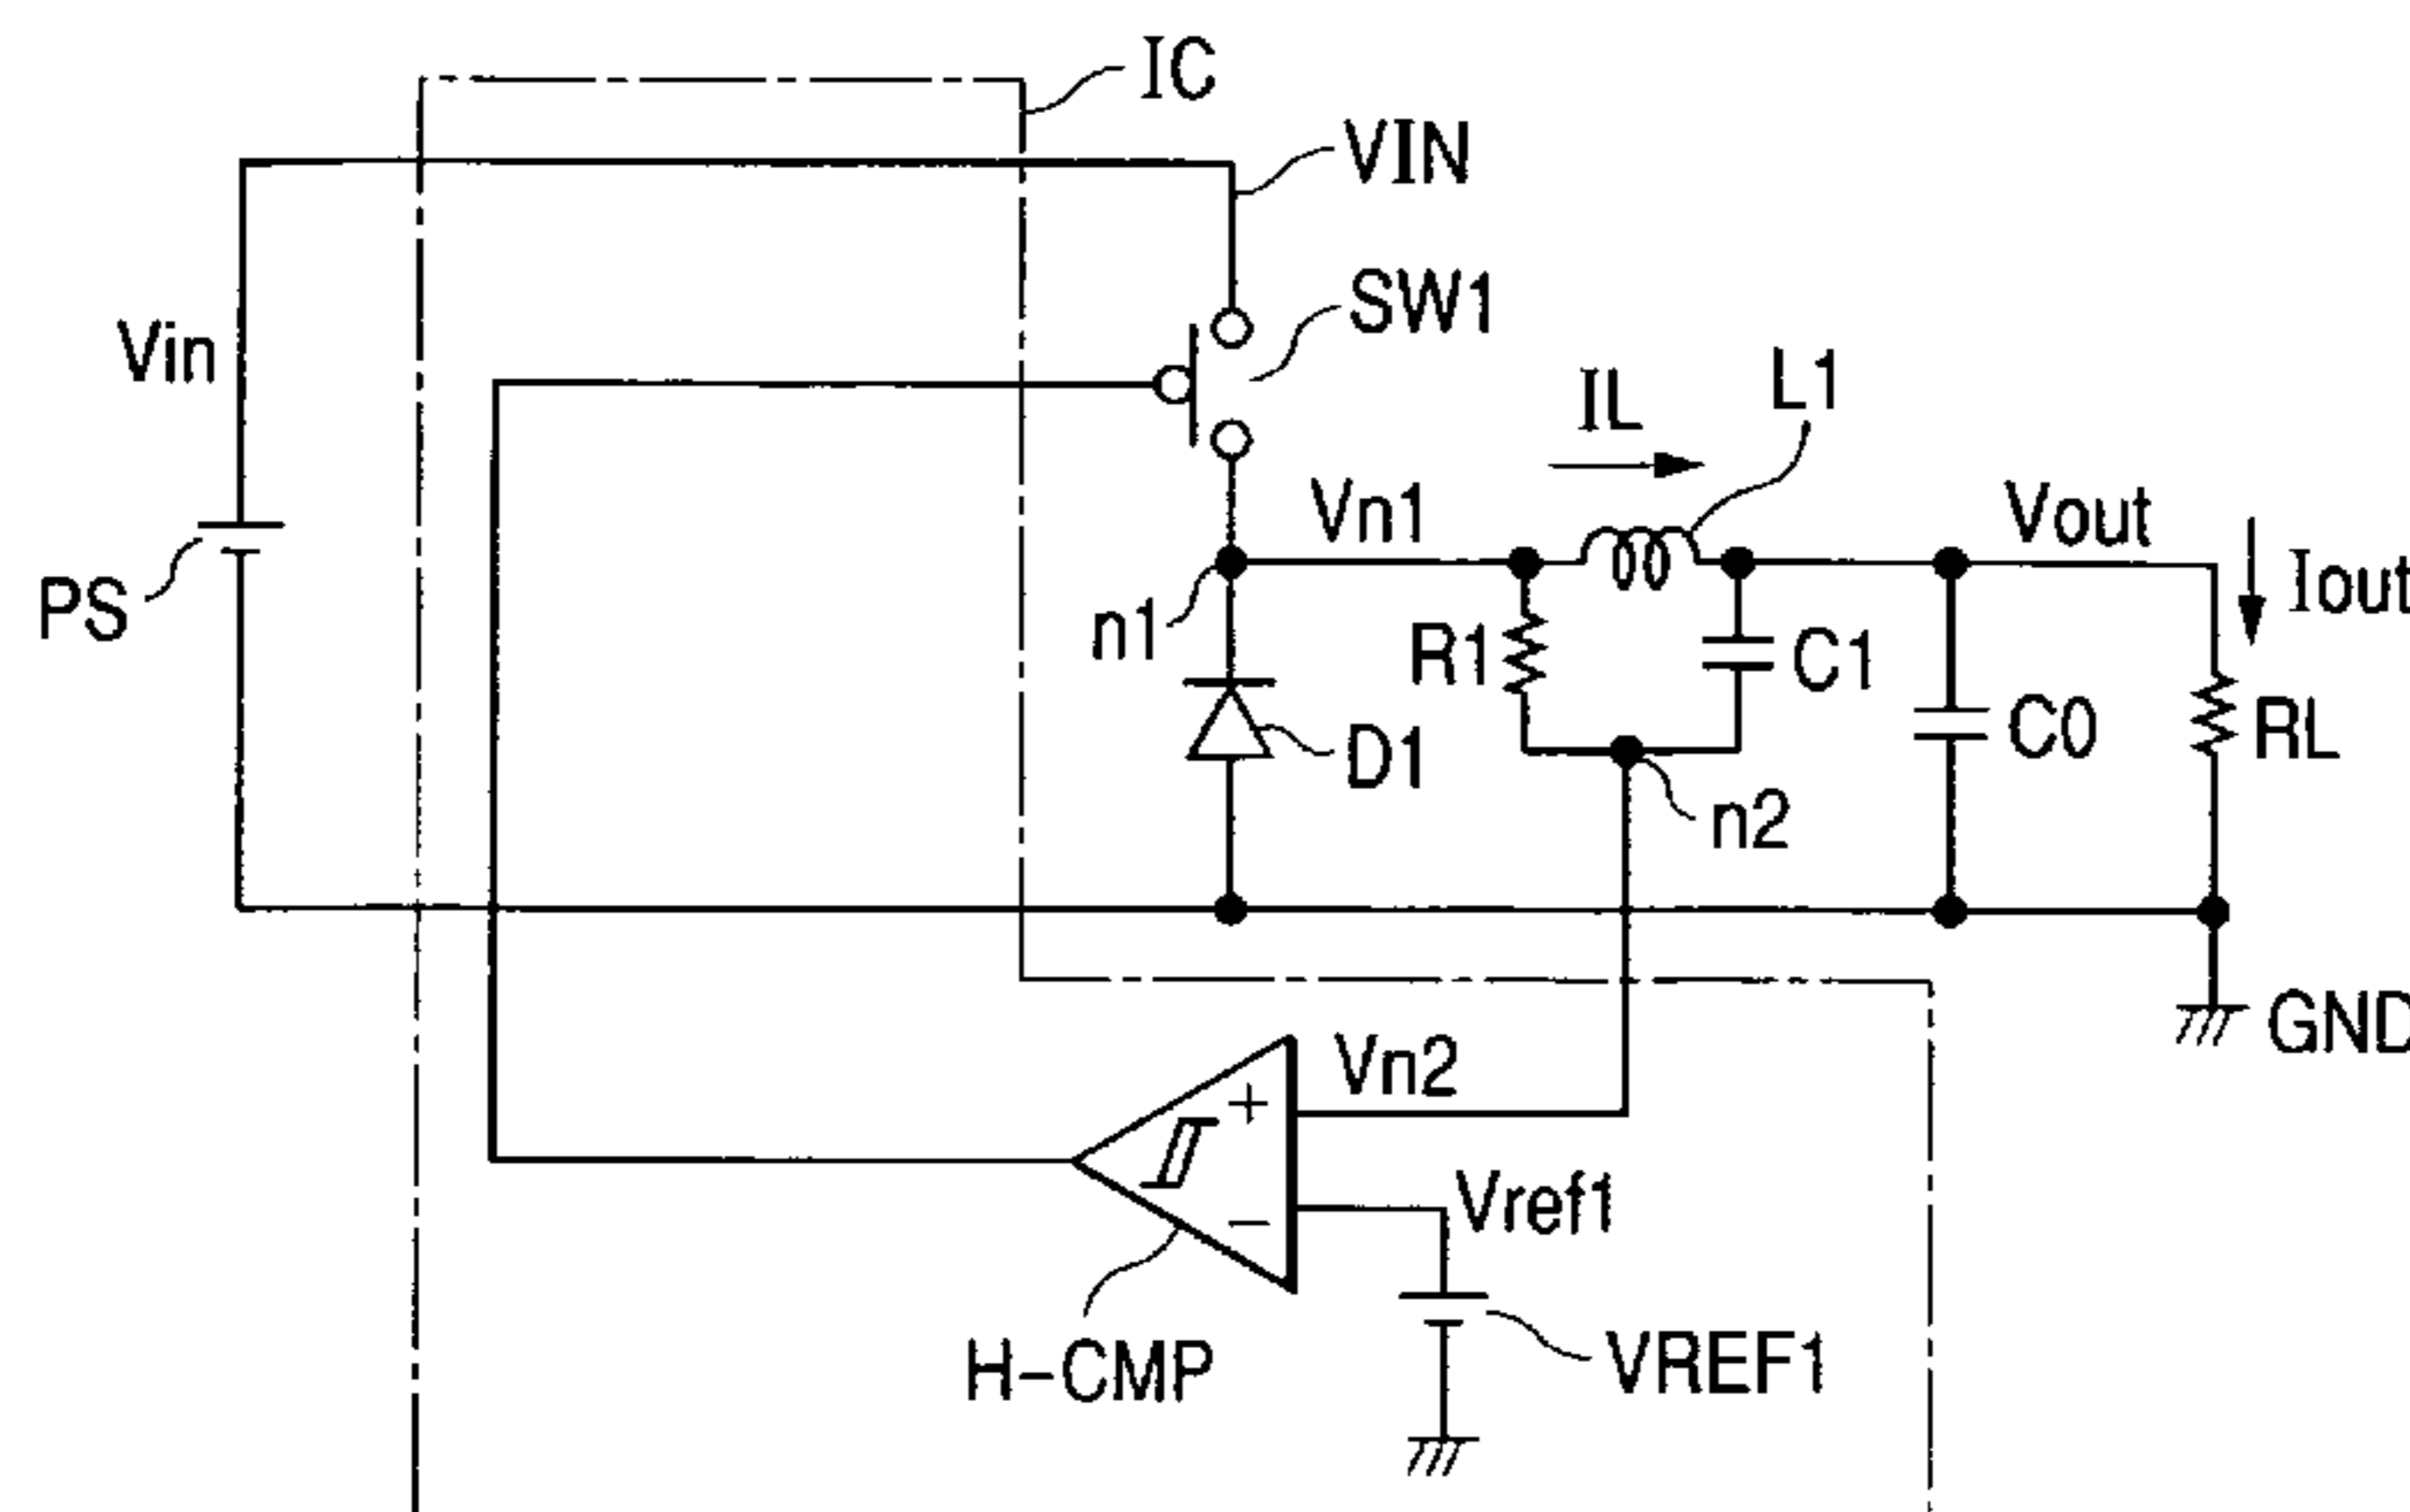 IC
VIN
SW1
Vin
L1
IL
Vn1
Vout
Iout
PS
n1
R1
C1
D1
C0
RL
n2
GND
Vn2
+
Vref1
−
H-CMP
VREF1